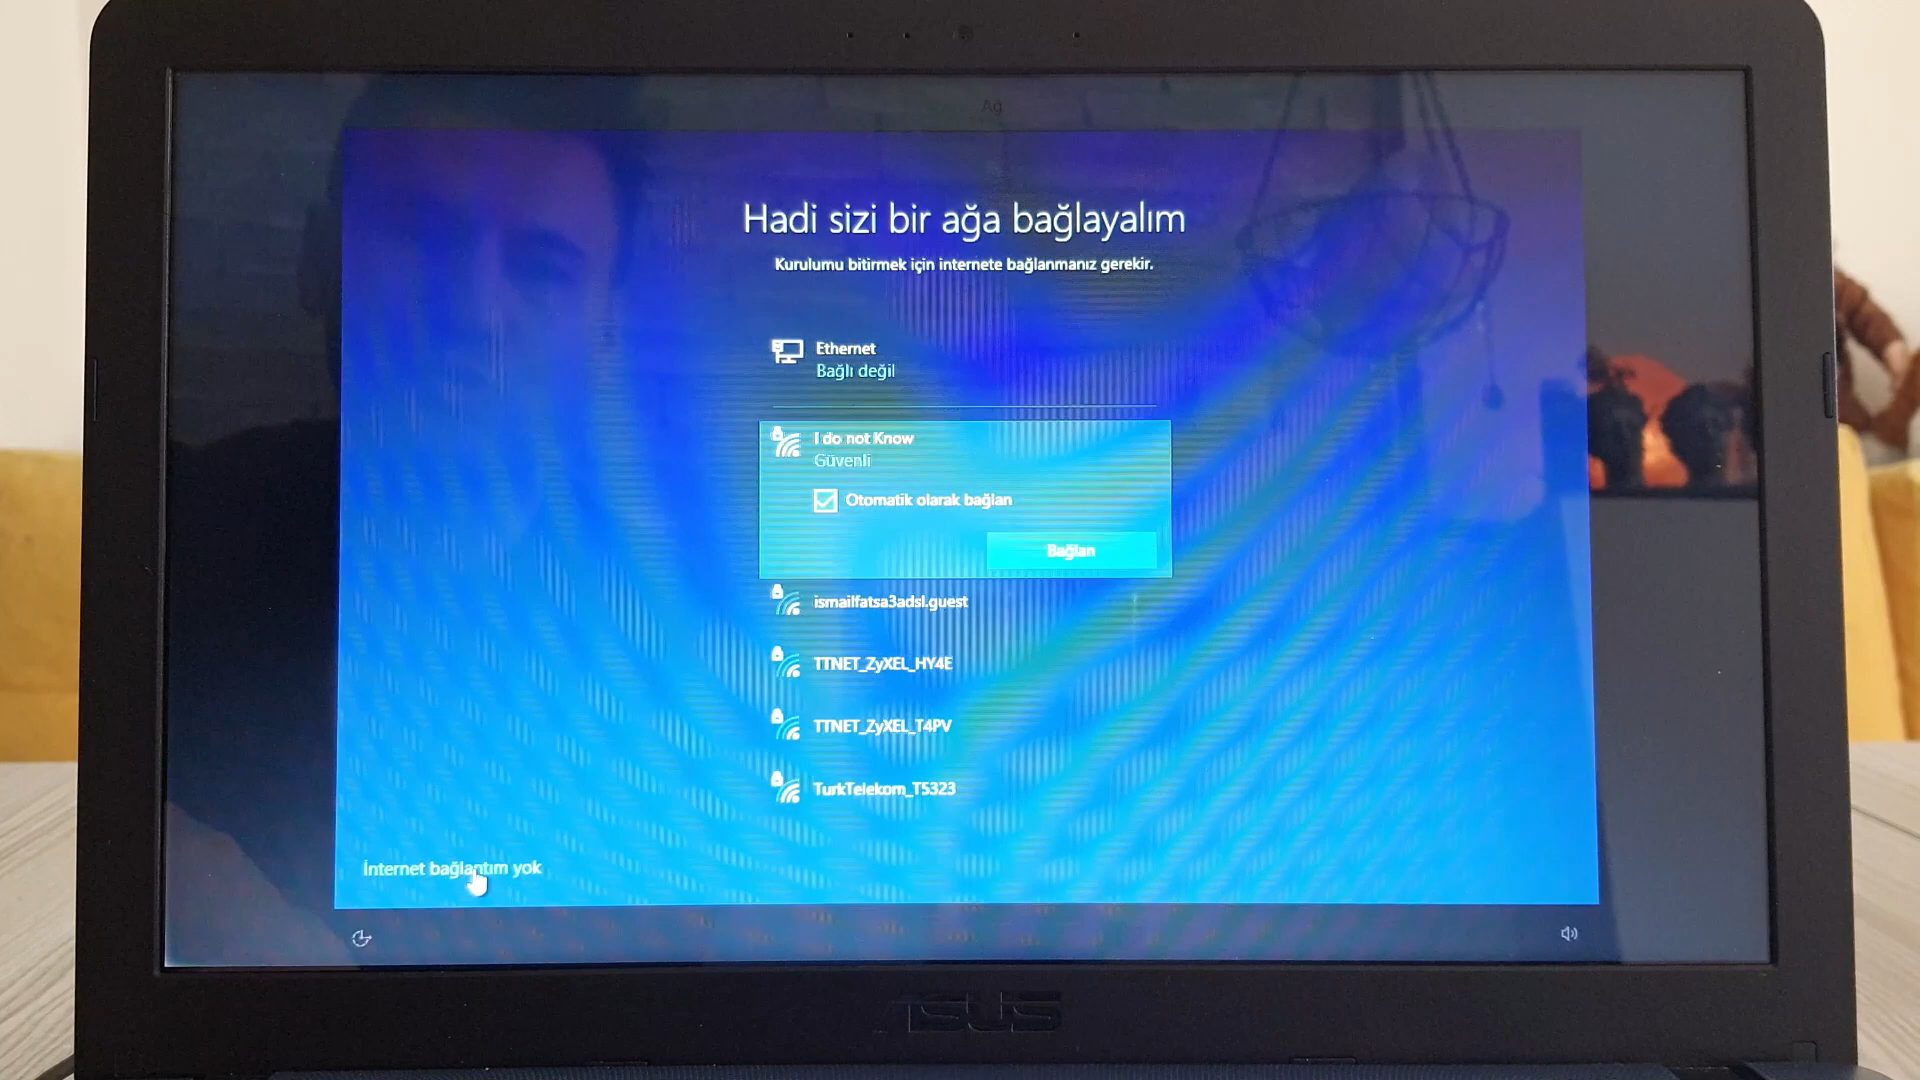 Ağ
Hadi sizi bir ağa bağlayalım
Kurulumu bitirmek için internete bağlanmanız gerekir.
Ethernet
Bağlı değil
I do not Know
Güvenli
Otomatik olarak bağlan
Bağlan
ismailfatsa3adsl.guest
TTNET_ZyXEL_HY4E
TTNET_ZyXEL_T4PV
TurkTelekom_T5323
İnternet bağlantım yok
ASUS